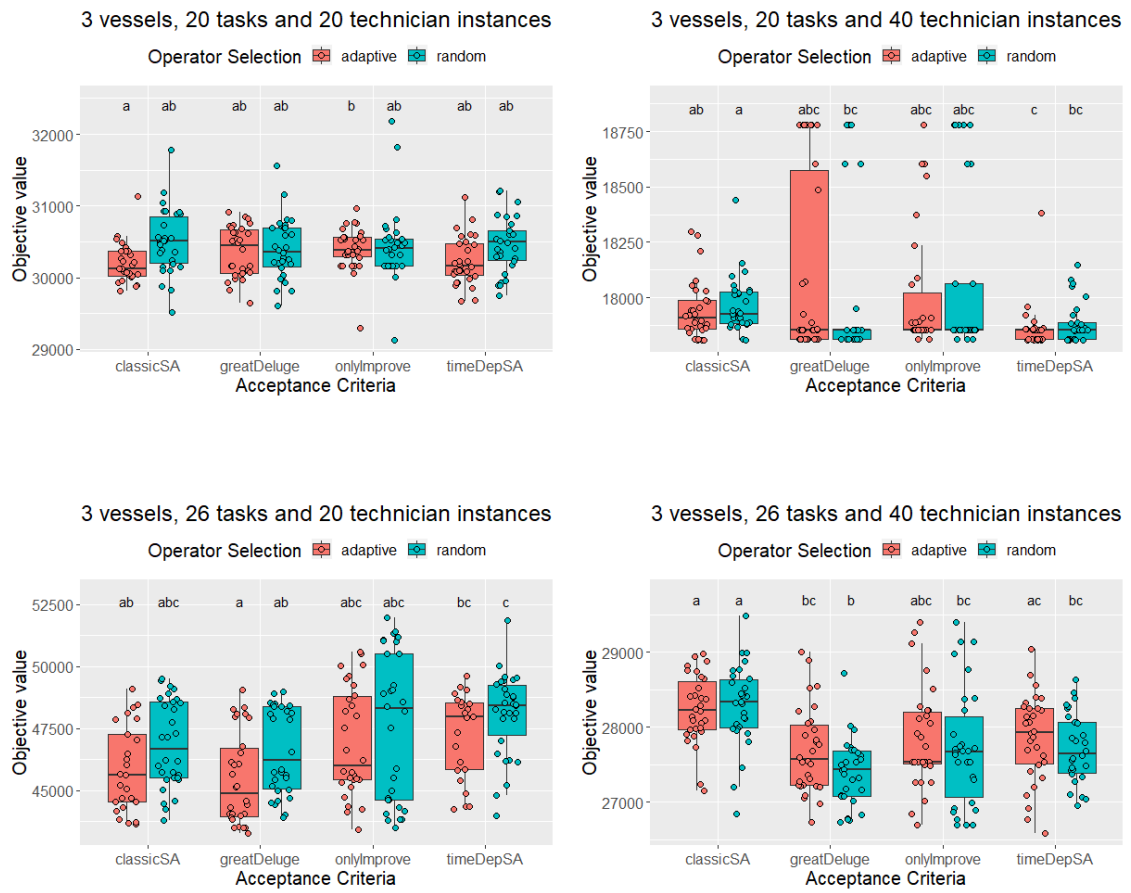 3 vessels, 20 tasks and 20 technician instances
Operator Selection adaptive random
a ab ab ab b ab ab ab
32000
31000
30000
29000
Objective value
classicSA greatDeluge onlyImprove timeDepSA
Acceptance Criteria
3 vessels, 20 tasks and 40 technician instances
Operator Selection adaptive random
ab a abc bc abc abc c bc
18750
18500
18250
18000
Objective value
classicSA greatDeluge onlyImprove timeDepSA
Acceptance Criteria
3 vessels, 26 tasks and 20 technician instances
Operator Selection adaptive random
ab abc a ab abc abc bc c
52500
50000
47500
45000
Objective value
classicSA greatDeluge onlyImprove timeDepSA
Acceptance Criteria
3 vessels, 26 tasks and 40 technician instances
Operator Selection adaptive random
a a bc b abc bc ac bc
29000
28000
27000
Objective value
classicSA greatDeluge onlyImprove timeDepSA
Acceptance Criteria